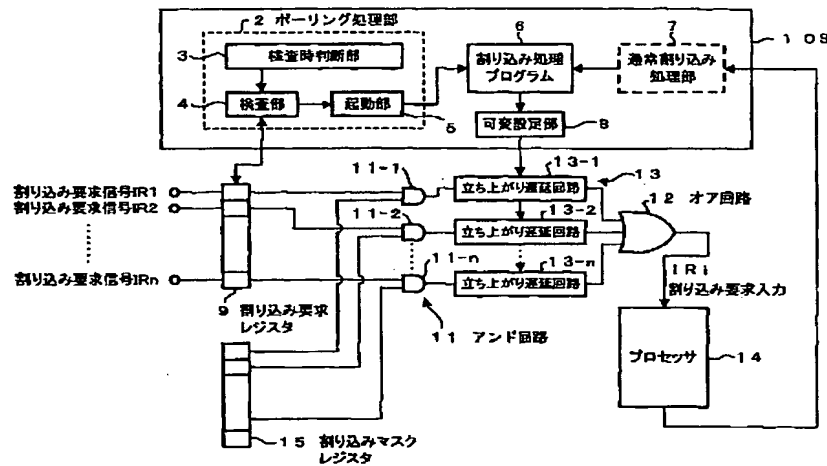 2 ポーリング処理部
3
検査時判断部
4
検査部
起動部
5
6
割り込み処理
プログラム
7
通常割り込み
処理部
1 OS
可変設定部
8
割り込み要求信号IR1
割り込み要求信号IR2
割り込み要求信号IRn
9 割り込み要求
レジスタ
11-1
11-2
11-n
11 アンド回路
13-1
立ち上がり遅延回路
13
13-2
立ち上がり遅延回路
13-n
立ち上がり遅延回路
12 オア回路
IRi
割り込み要求入力
プロセッサ
14
15 割り込みマスク
レジスタ